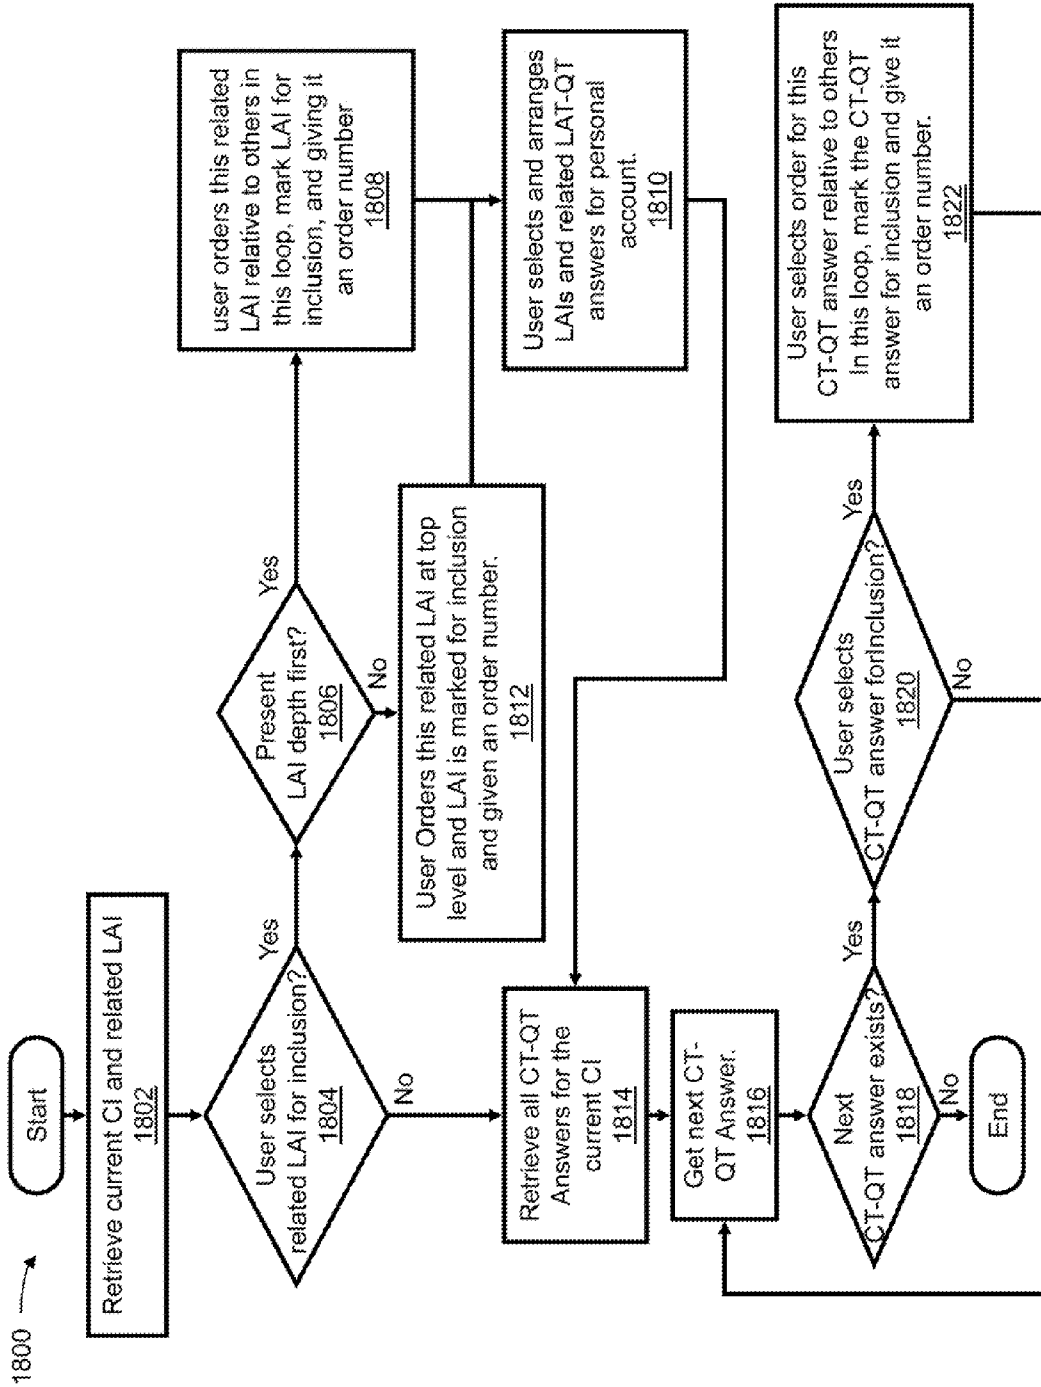 1800
Start
Retrieve current CI and related LAI
1802
User selects
related LAI for inclusion?
1804
Yes
No
Present
LAI depth first?
1806
Yes
No
user orders this related
LAI relative to others in
this loop, mark LAI for
inclusion, and giving it
an order number
1808
User Orders this related LAI at top
level and LAI is marked for inclusion
and given an order number.
1812
User selects and arranges
LAIs and related LAT-QT
answers for personal
account.
1810
Retrieve all CT-QT
Answers for the
current CI
1814
Get next CT-
QT Answer.
1816
Next
CT-QT answer exists?
1818
Yes
No
User selects
CT-QT answer forInclusion?
1820
Yes
No
User selects order for this
CT-QT answer relative to others
In this loop, mark the CT-QT
answer for inclusion and give it
an order number.
1822
End